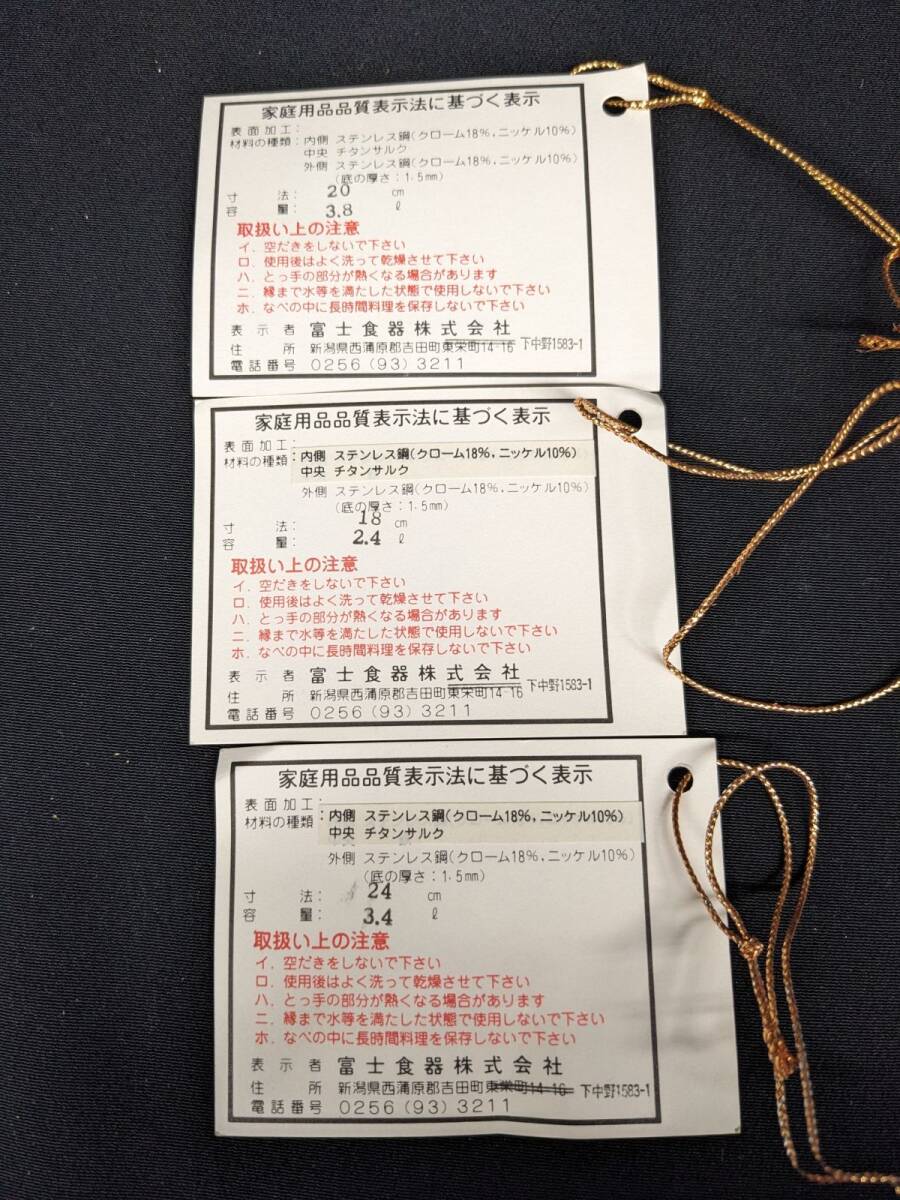 家庭用品品質表示法に基づく表示
表面加工:
材料の種類:内側 ステンレス鋼(クローム18%,ニッケル10%)
中央 チタンサルク
外側 ステンレス鋼(クローム18%,ニッケル10%)
(底の厚さ:1.5mm)
寸法: 20 cm
容量: 3.8 ℓ
取扱い上の注意
イ.空だきをしないで下さい
ロ.使用後はよく洗って乾燥させて下さい
ハ.とっ手の部分が熱くなる場合があります
ニ.縁まで水等を満たした状態で使用しないで下さい
ホ.なべの中に長時間料理を保存しないで下さい
表示者 富士食器株式会社
住所 新潟県西蒲原郡吉田町東栄町14-16 下中野1583-1
電話番号 0256(93)3211
家庭用品品質表示法に基づく表示
表面加工:
材料の種類:内側 ステンレス鋼(クローム18%,ニッケル10%)
中央 チタンサルク
外側 ステンレス鋼(クローム18%,ニッケル10%)
(底の厚さ:1.5mm)
寸法: 18 cm
容量: 2.4 ℓ
取扱い上の注意
イ.空だきをしないで下さい
ロ.使用後はよく洗って乾燥させて下さい
ハ.とっ手の部分が熱くなる場合があります
ニ.縁まで水等を満たした状態で使用しないで下さい
ホ.なべの中に長時間料理を保存しないで下さい
表示者 富士食器株式会社
住所 新潟県西蒲原郡吉田町東栄町14-16 下中野1583-1
電話番号 0256(93)3211
家庭用品品質表示法に基づく表示
表面加工:
材料の種類:内側 ステンレス鋼(クローム18%,ニッケル10%)
中央 チタンサルク
外側 ステンレス鋼(クローム18%,ニッケル10%)
(底の厚さ:1.5mm)
寸法: 24 cm
容量: 3.4 ℓ
取扱い上の注意
イ.空だきをしないで下さい
ロ.使用後はよく洗って乾燥させて下さい
ハ.とっ手の部分が熱くなる場合があります
ニ.縁まで水等を満たした状態で使用しないで下さい
ホ.なべの中に長時間料理を保存しないで下さい
表示者 富士食器株式会社
住所 新潟県西蒲原郡吉田町東栄町14-16 下中野1583-1
電話番号 0256(93)3211